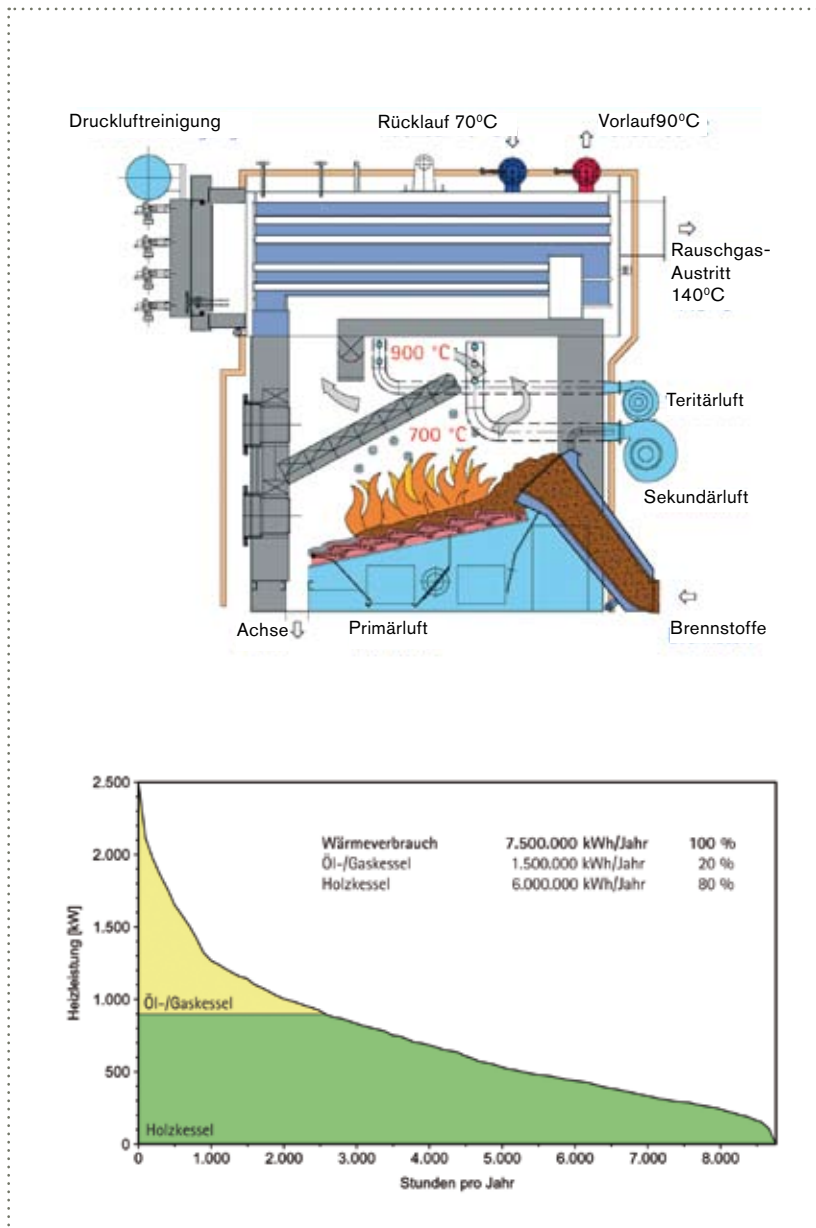 Druckluftreinigung
Rücklauf 70⁰C
Vorlauf90⁰C
Rauschgas-
Austritt
140⁰C
900 °C
Teritärluft
700 °C
Sekundärluft
Achse
Primärluft
Brennstoffe
2.500
2.000
1.500
1.000
500
0
Heizleistung [kW]
Wärmeverbrauch 7.500.000 kWh/Jahr 100 %
Öl-/Gaskessel 1.500.000 kWh/Jahr 20 %
Holzkessel 6.000.000 kWh/Jahr 80 %
Öl-/Gaskessel
Holzkessel
0 1.000 2.000 3.000 4.000 5.000 6.000 7.000 8.000
Stunden pro Jahr